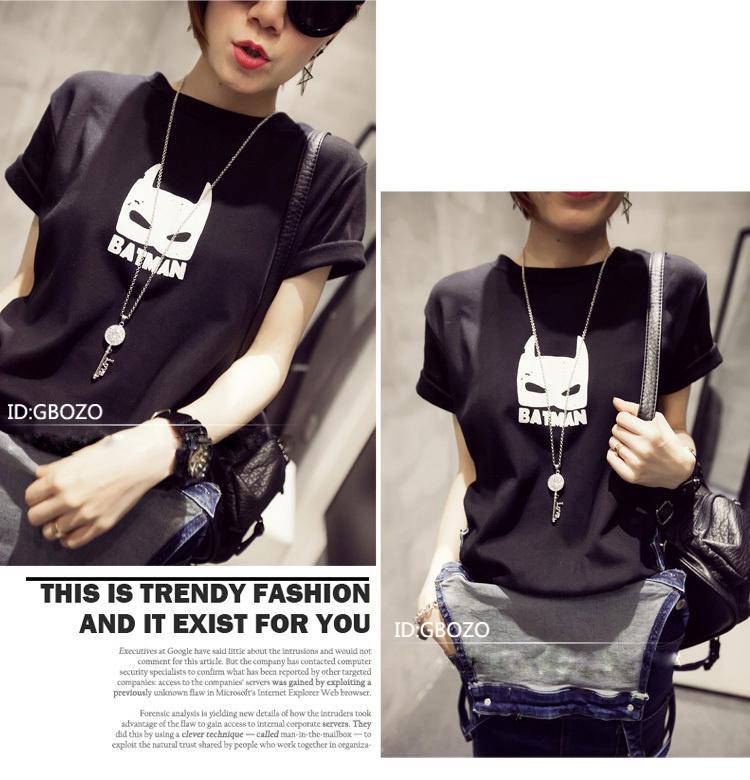 BATMAN
ID:GBOZO
BATMAN
ID:GBOZO
THIS IS TRENDY FASHION
AND IT EXIST FOR YOU
Executives at Google have said little about the intrusions and would not
comment for this article. But the company has contacted computer
security specialists to confirm what has been reported by other targeted
companies: access to the companies' servers was gained by exploiting a
previously unknown flaw in Microsoft's Internet Explorer Web browser.
Forensic analysis is yielding new details of how the intruders took
advantage of the flaw to gain access to internal corporate servers. They
did this by using a clever technique — called man-in-the-mailbox — to
exploit the natural trust shared by people who work together in organiza-